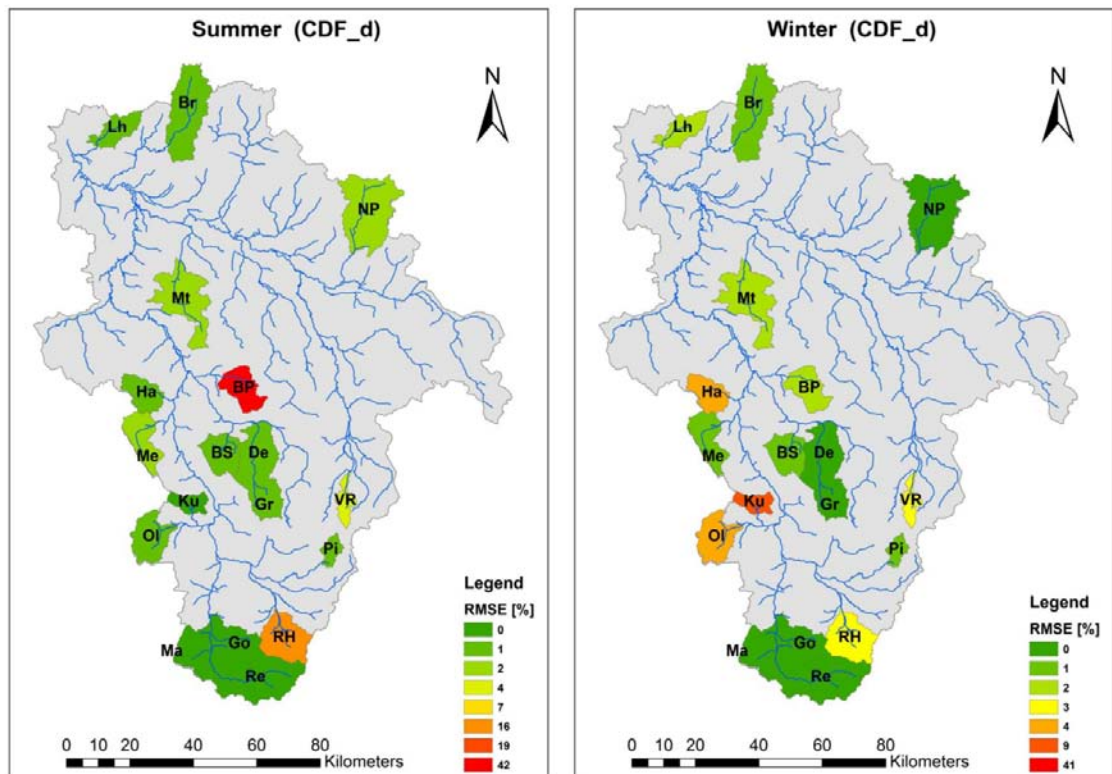 Summer (CDF_d)
N
Br
Lh
NP
Mt
BP
Ha
Me
BS
De
Ku
Gr
VR
Ol
Pi
RH
Go
Ma
Re
Legend
RMSE [%]
0
1
2
4
7
16
19
42
0 10 20 40 60 80
Kilometers
Winter (CDF_d)
N
Br
Lh
NP
Mt
BP
Ha
Me
BS
De
Ku
Gr
VR
Ol
Pi
RH
Go
Ma
Re
Legend
RMSE [%]
0
1
2
3
4
9
41
0 10 20 40 60 80
Kilometers